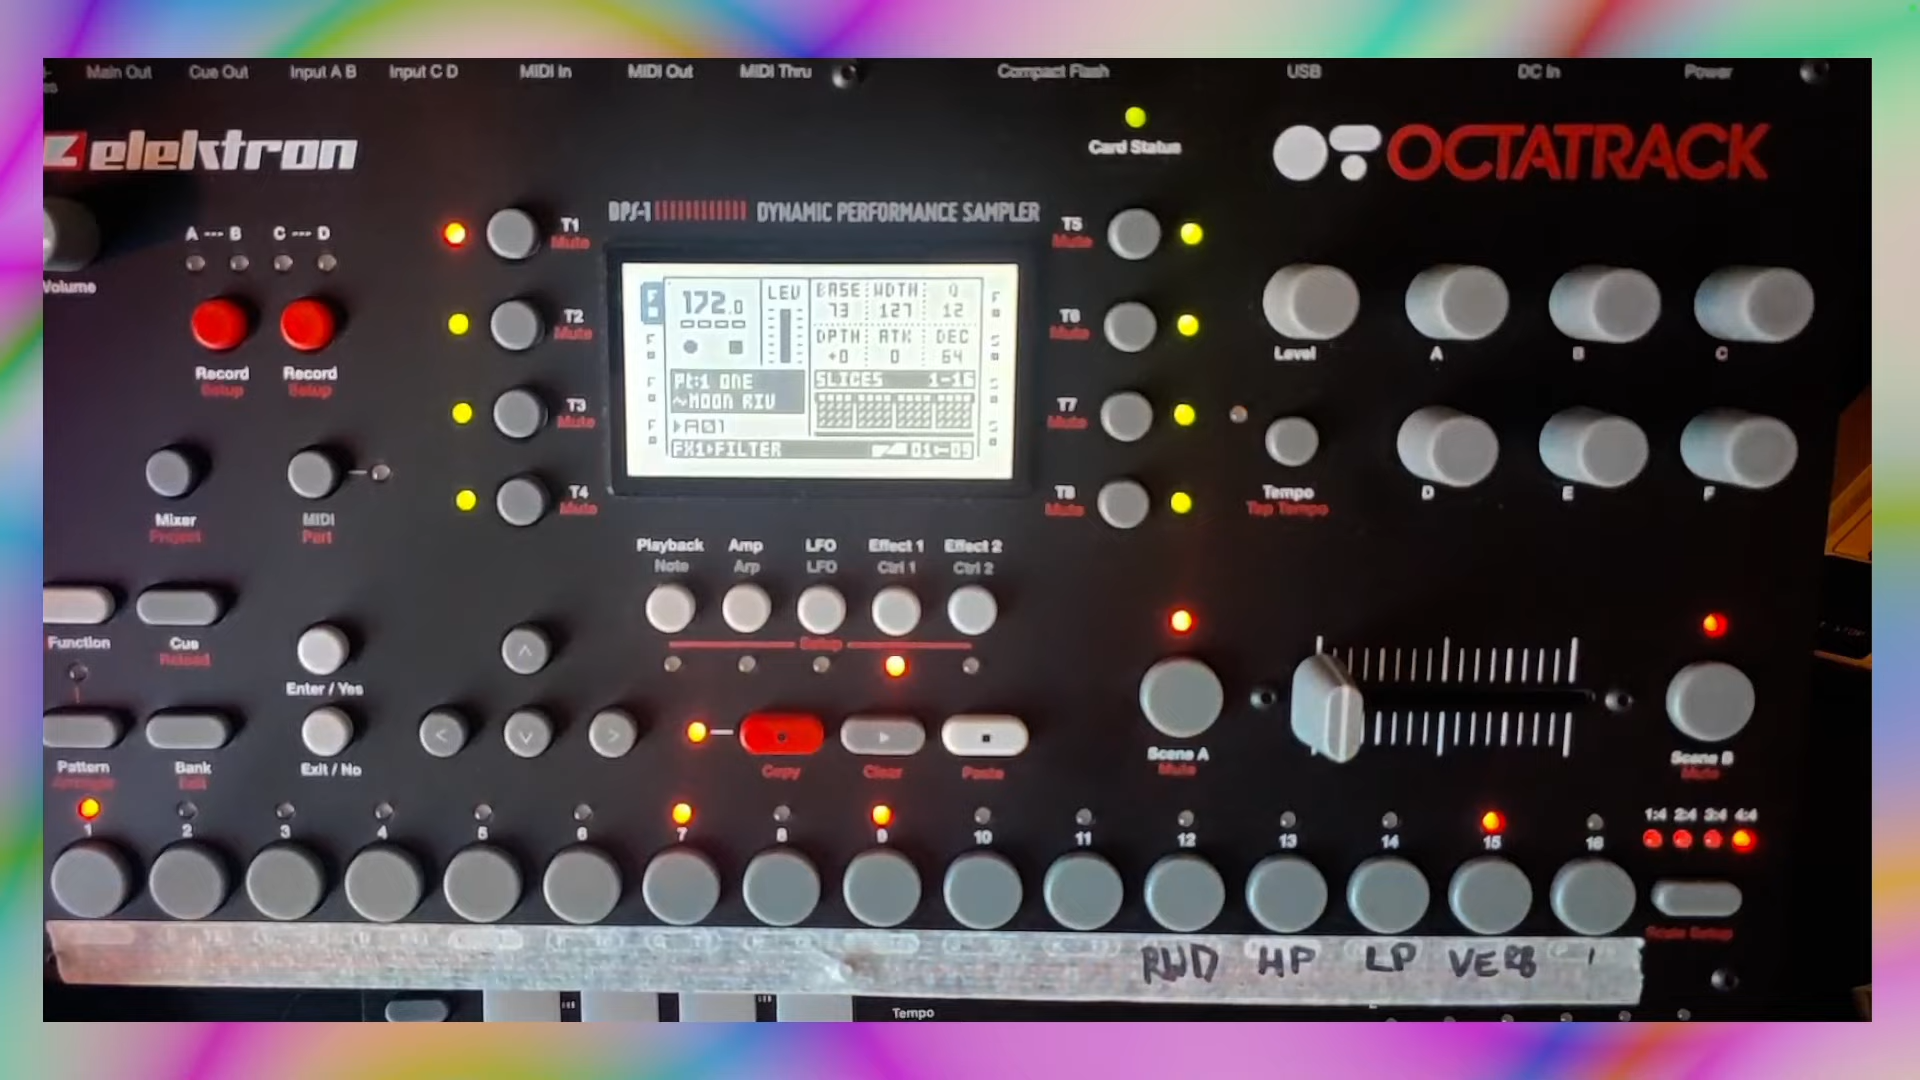 Main Out Cue Out Input A B Input C D MIDI In MIDI Out MIDI Thru Compact Flash USB DC In Power
elektron
Card Status
OCTATRACK
DPS-1 DYNAMIC PERFORMANCE SAMPLER
Volume
A B C D
Record Record
Setup Setup
T1
Mute
T2
Mute
T3
Mute
T4
Mute
172.0 LEV BASE WDTH Q
73 127 12
DPTH ATK DEC
+0 0 64
Pt:1 ONE SLICES 1-16
~MOON RIV
A01
FX1 FILTER 01 09
T5
Mute
T6
Mute
T7
Mute
T8
Mute
Level A B C
Tempo D E F
Tap Tempo
Mixer MIDI
Project Part
Playback Amp LFO Effect 1 Effect 2
Note Arp LFO Ctrl 1 Ctrl 2
Setup
Function Cue
Reload
Enter / Yes
Pattern Bank Exit / No
Arranger Edit
Copy Clear Paste
Scene A Scene B
Mute Mute
1:4 2:4 3:4 4:4
1 2 3 4 5 6 7 8 9 10 11 12 13 14 15 16
Scale Setup
RWD HP LP VERB
Tempo